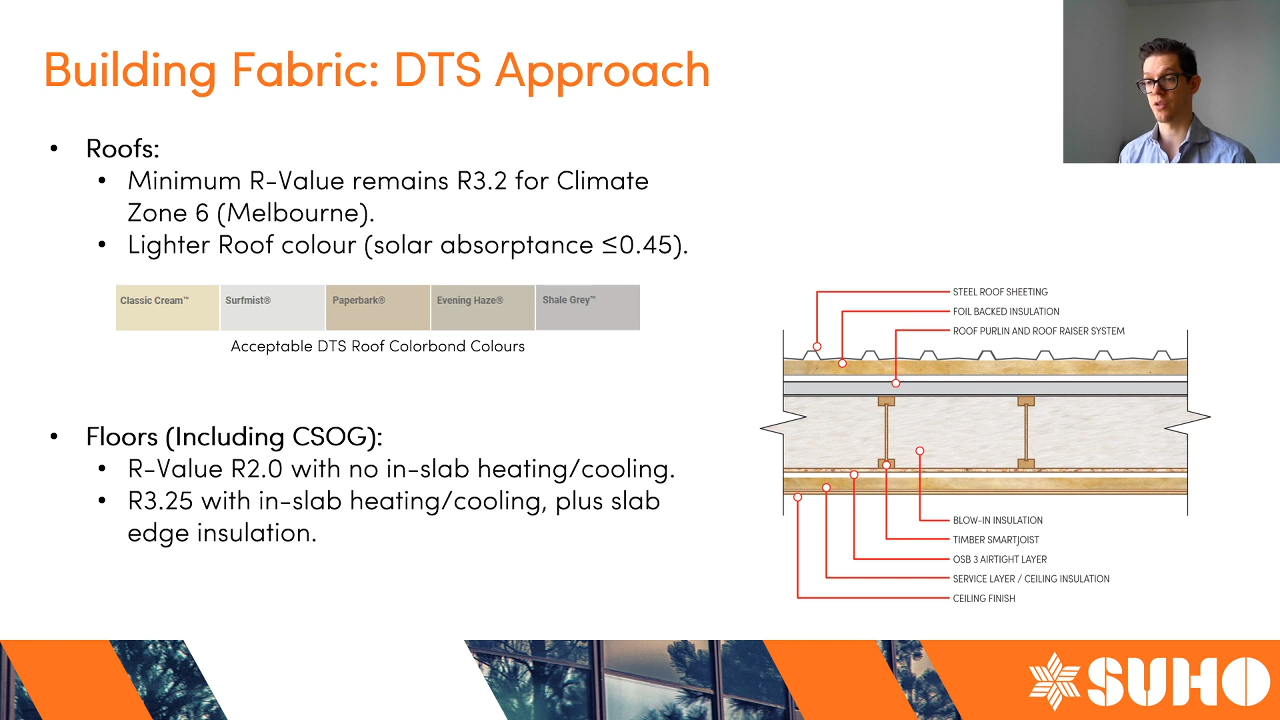 Building Fabric: DTS Approach
• Roofs:
• Minimum R-Value remains R3.2 for Climate
Zone 6 (Melbourne).
• Lighter Roof colour (solar absorptance ≤0.45).
Classic Cream™
Surfmist®
Paperbark®
Evening Haze®
Shale Grey™
Acceptable DTS Roof Colorbond Colours
• Floors (Including CSOG):
• R-Value R2.0 with no in-slab heating/cooling.
• R3.25 with in-slab heating/cooling, plus slab
edge insulation.
STEEL ROOF SHEETING
FOIL BACKED INSULATION
ROOF PURLIN AND ROOF RAISER SYSTEM
BLOW-IN INSULATION
TIMBER SMARTJOIST
OSB 3 AIRTIGHT LAYER
SERVICE LAYER / CEILING INSULATION
CEILING FINISH
SUHO